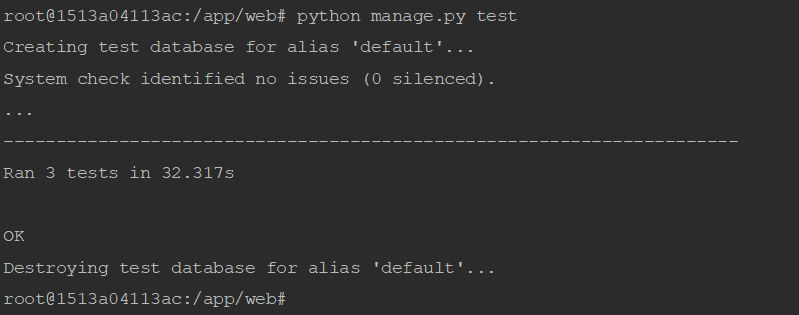 root@1513a04113ac:/app/web# python manage.py test
Creating test database for alias 'default'...
System check identified no issues (0 silenced).
...
----------------------------------------------------------------------
Ran 3 tests in 32.317s
OK
Destroying test database for alias 'default'...
root@1513a04113ac:/app/web#